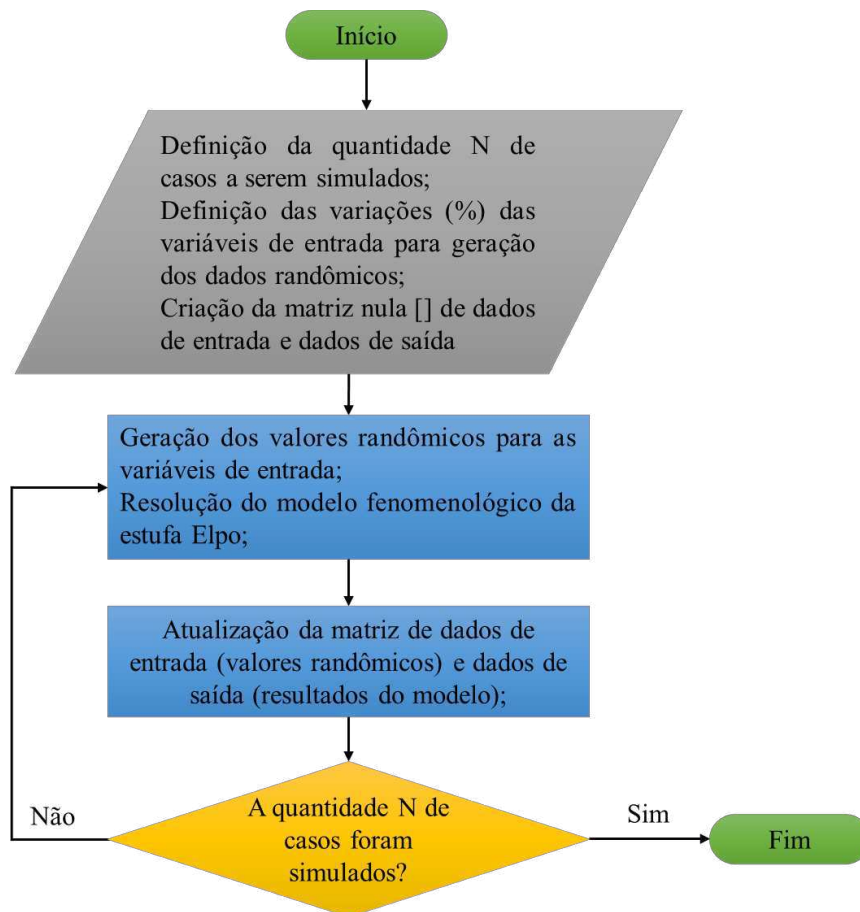 Início
Definição da quantidade N de
casos a serem simulados;
Definição das variações (%) das
variáveis de entrada para geração
dos dados randômicos;
Criação da matriz nula [] de dados
de entrada e dados de saída
Geração dos valores randômicos para as
variáveis de entrada;
Resolução do modelo fenomenológico da
estufa Elpo;
Atualização da matriz de dados de
entrada (valores randômicos) e dados de
saída (resultados do modelo);
A quantidade N de
casos foram
simulados?
Não
Sim
Fim